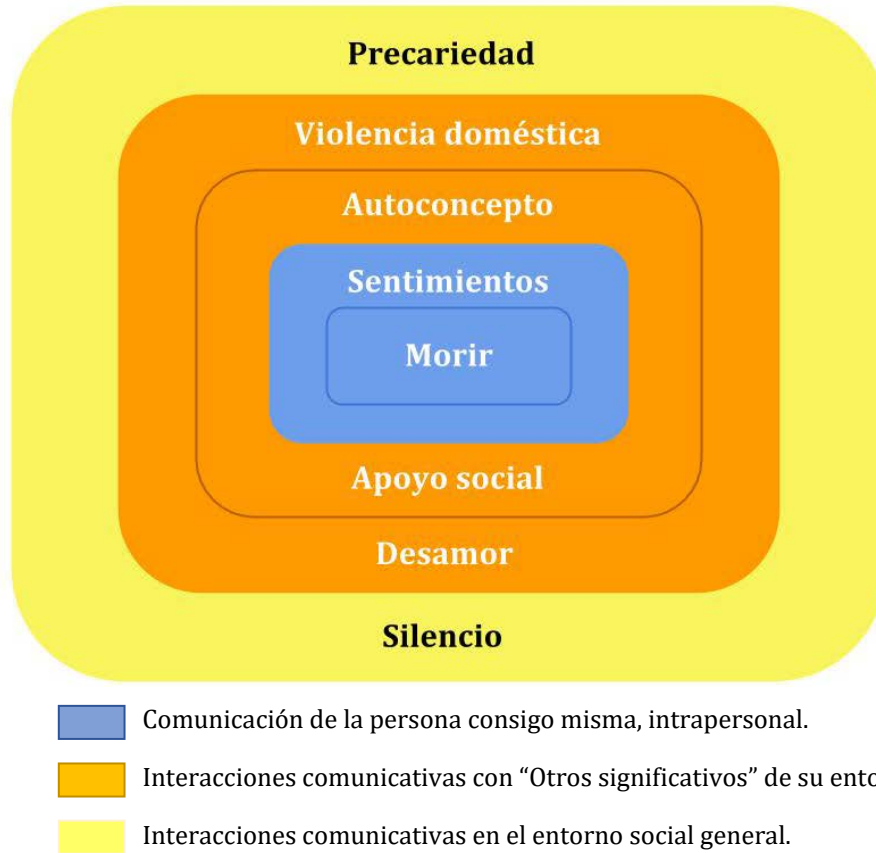 Precariedad
Violencia doméstica
Autoconcepto
Sentimientos
Morir
Apoyo social
Desamor
Silencio
Comunicación de la persona consigo misma, intrapersonal.
Interacciones comunicativas con “Otros significativos” de su ento
Interacciones comunicativas en el entorno social general.